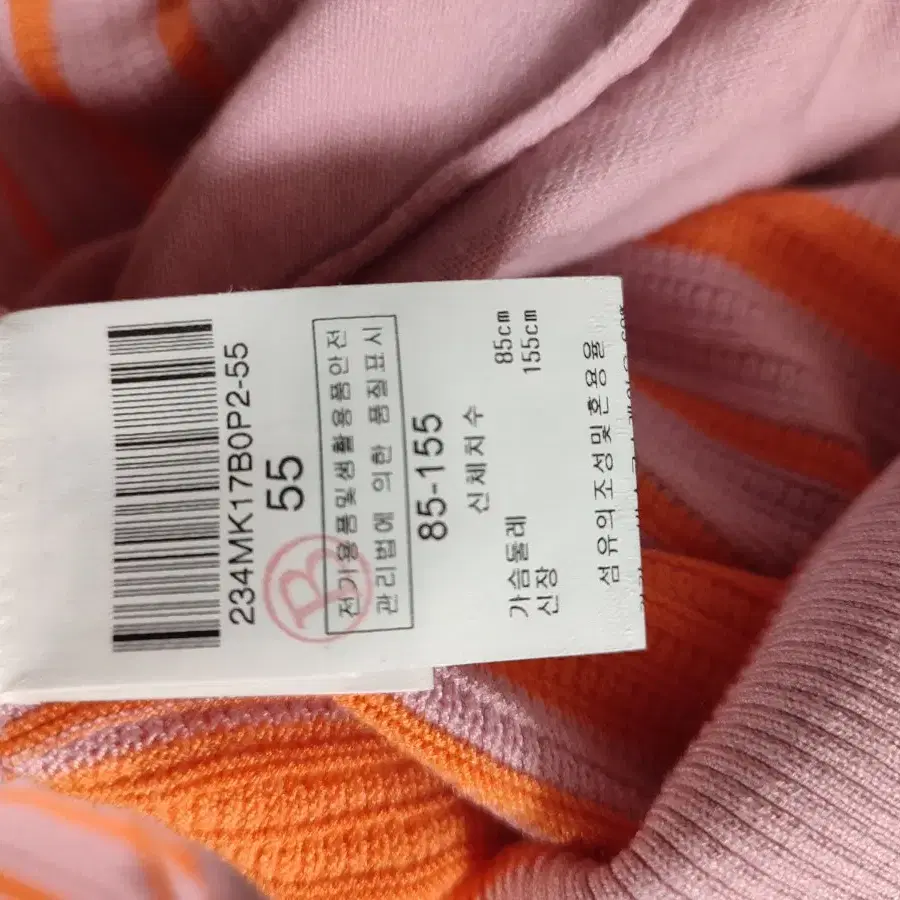 234MK17B0P2-55
55
B
전기용품및생활용품안전
관리법에 의한 품질표시
85-155
신체치수
가슴둘레 85cm
신장 155cm
섬유의조성및혼용율